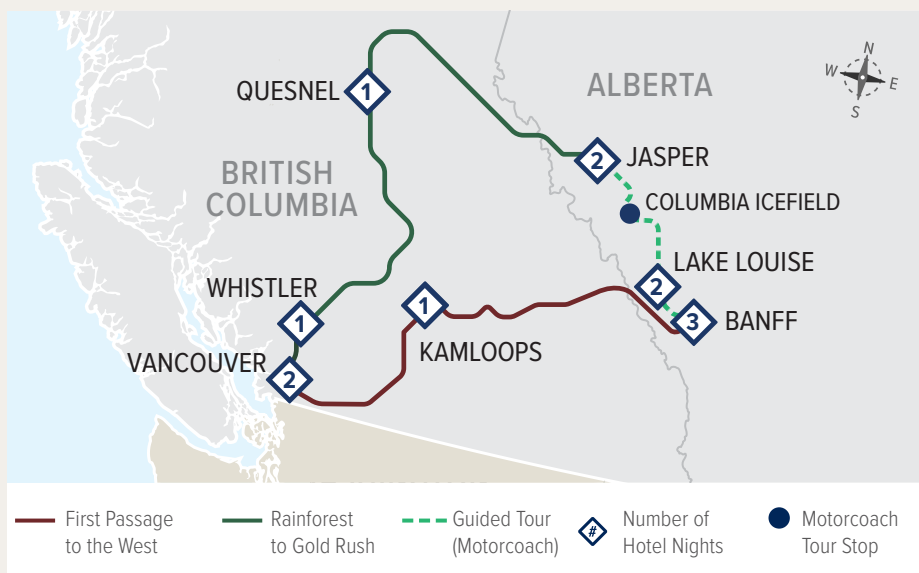 N
W
E
S
ALBERTA
QUESNEL
1
BRITISH
COLUMBIA
2
JASPER
COLUMBIA ICEFIELD
LAKE LOUISE
2
WHISTLER
1
1
3
BANFF
KAMLOOPS
VANCOUVER
2
First Passage
to the West
Rainforest
to Gold Rush
Guided Tour
(Motorcoach)
#
Number of
Hotel Nights
Motorcoach
Tour Stop